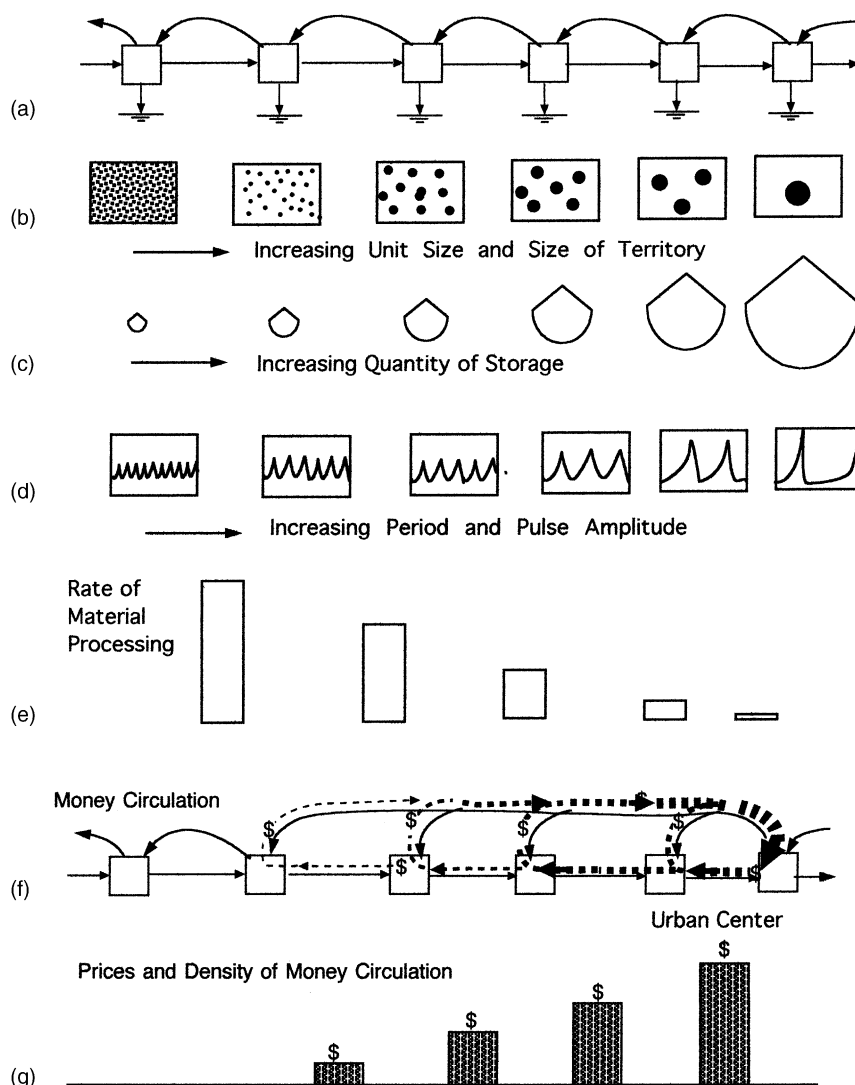 (a)
(b)
Increasing Unit Size and Size of Territory
(c)
Increasing Quantity of Storage
(d)
Increasing Period and Pulse Amplitude
Rate of
Material
Processing
(e)
Money Circulation
$
$ $ $ $
$ $
(f)
Urban Center
Prices and Density of Money Circulation
$
$
$
$
(g)